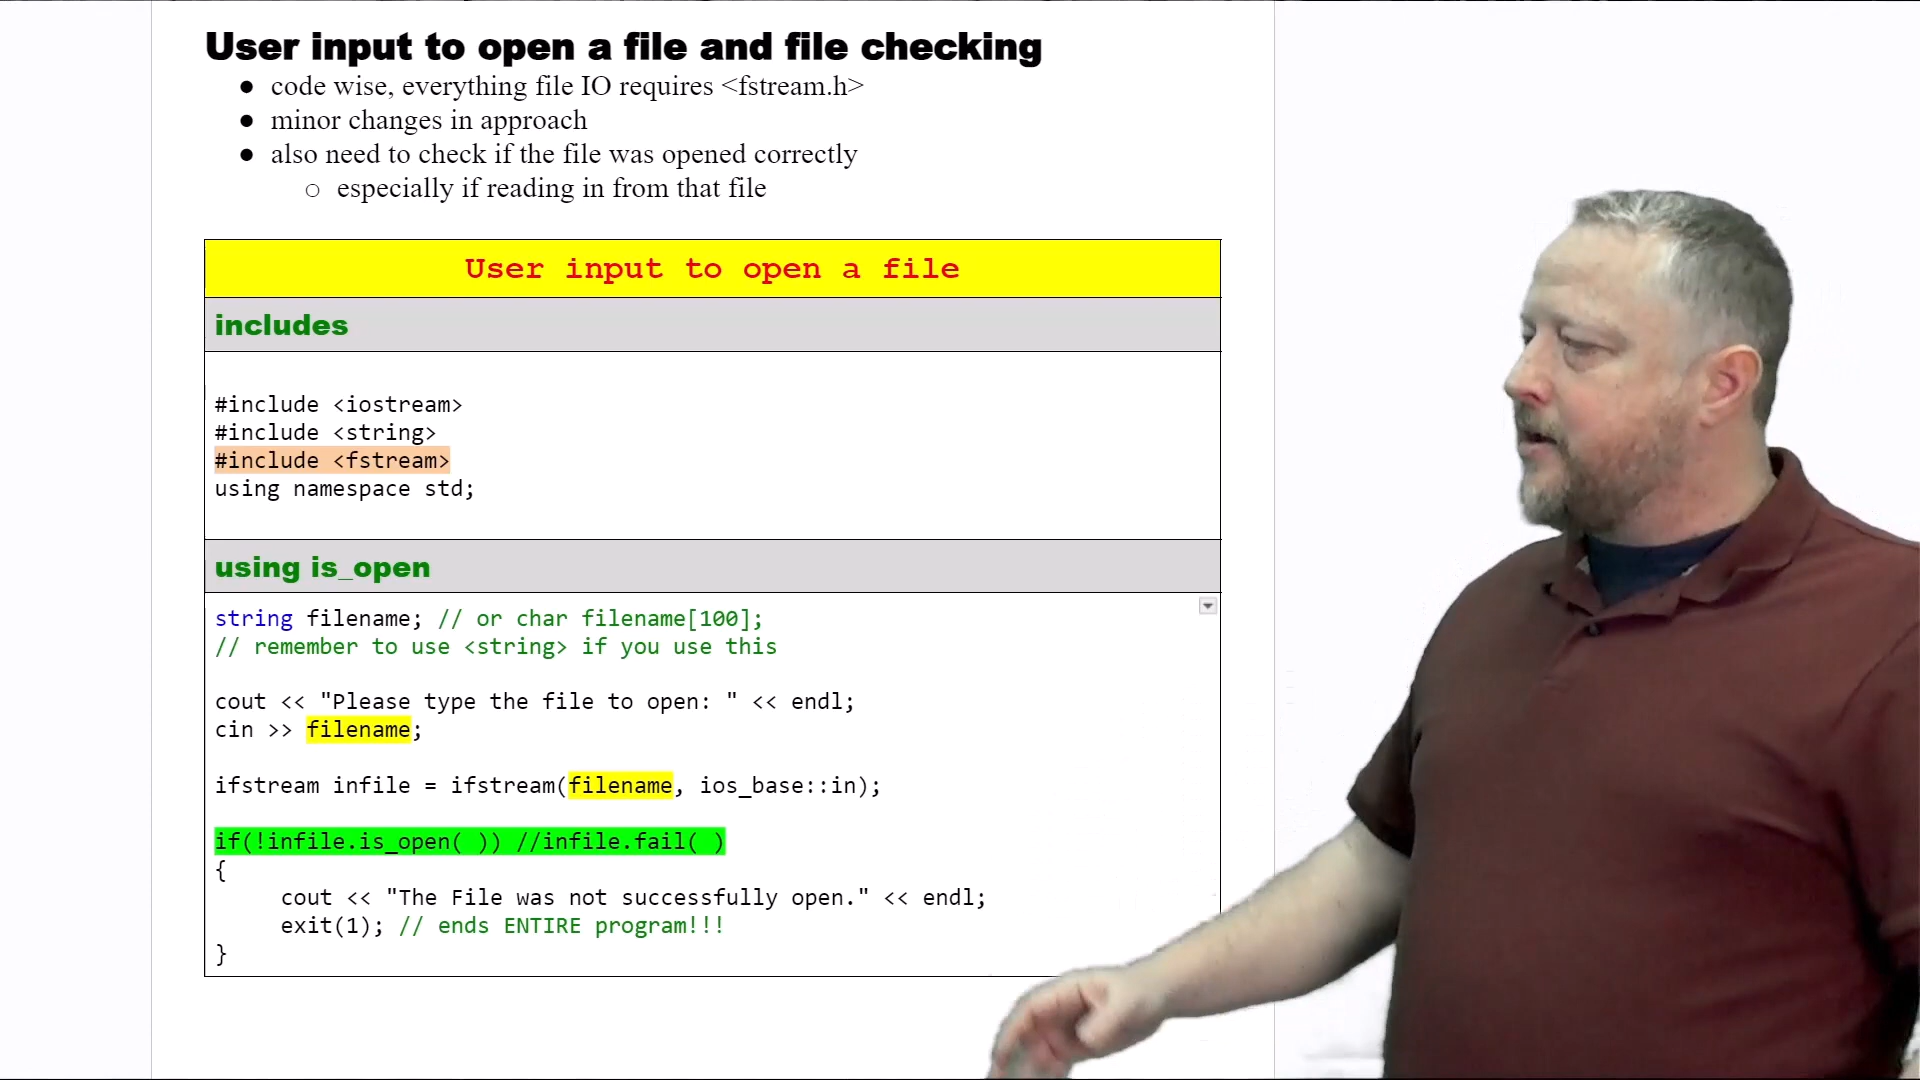 User input to open a file and file checking
● code wise, everything file IO requires <fstream.h>
● minor changes in approach
● also need to check if the file was opened correctly
○ especially if reading in from that file
User input to open a file
includes
#include <iostream>
#include <string>
#include <fstream>
using namespace std;
using is_open
string filename; // or char filename[100];
// remember to use <string> if you use this
cout << "Please type the file to open: " << endl;
cin >> filename;
ifstream infile = ifstream(filename, ios_base::in);
if(!infile.is_open( )) //infile.fail( )
{
cout << "The File was not successfully open." << endl;
exit(1); // ends ENTIRE program!!!
}